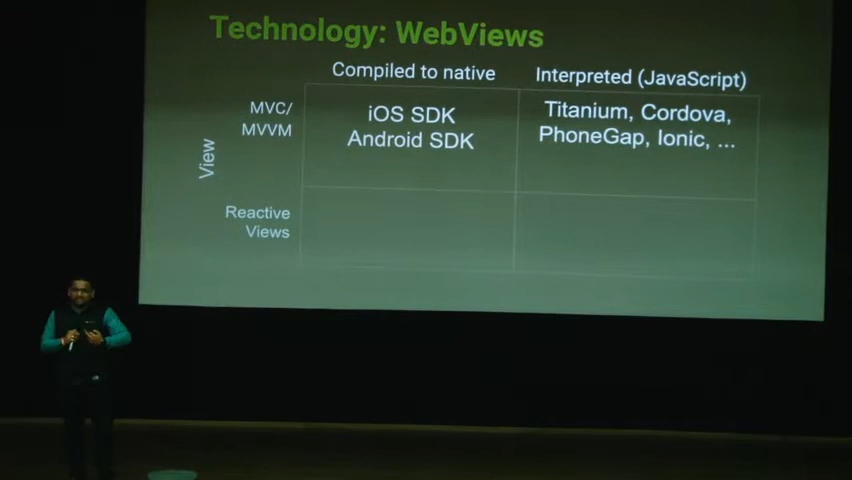 Technology: WebViews
Compiled to native
Interpreted (JavaScript)
MVC/
MVVM
iOS SDK
Android SDK
Titanium, Cordova,
PhoneGap, Ionic, ...
View
Reactive
Views